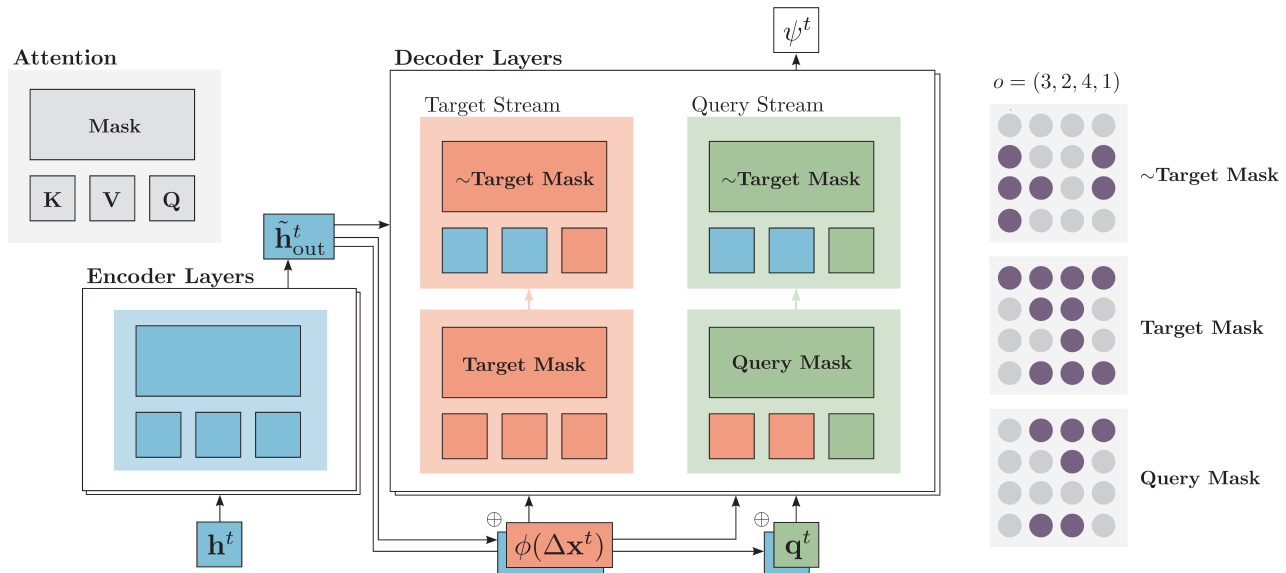 ψ^t
Attention
Decoder Layers
o = (3, 2, 4, 1)
Target Stream
Query Stream
Mask
∼Target Mask
∼Target Mask
∼Target Mask
K V Q
h̃^t_out
Encoder Layers
Target Mask
Target Mask
Query Mask
Query Mask
⊕
⊕
h^t
ϕ(Δx^t)
q^t